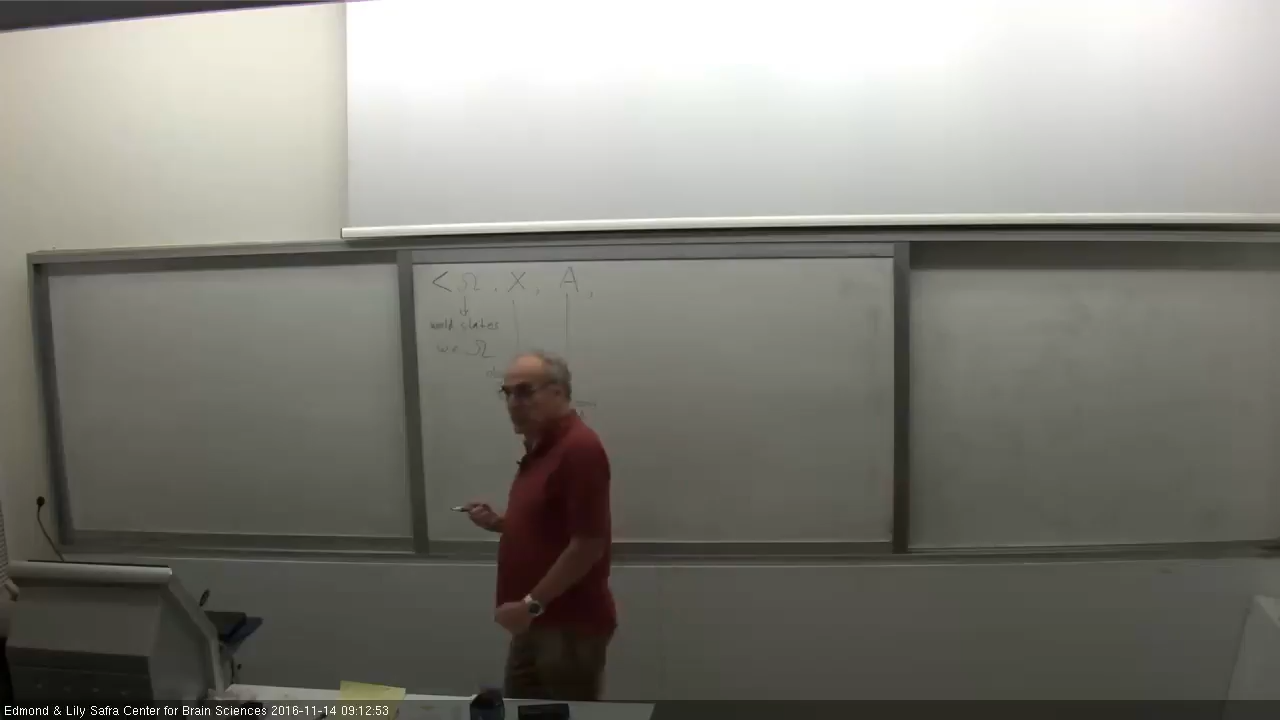 < Ω , X , A ,
world states
w ∈ Ω
Edmond & Lily Safra Center for Brain Sciences 2016-11-14 09:12:53